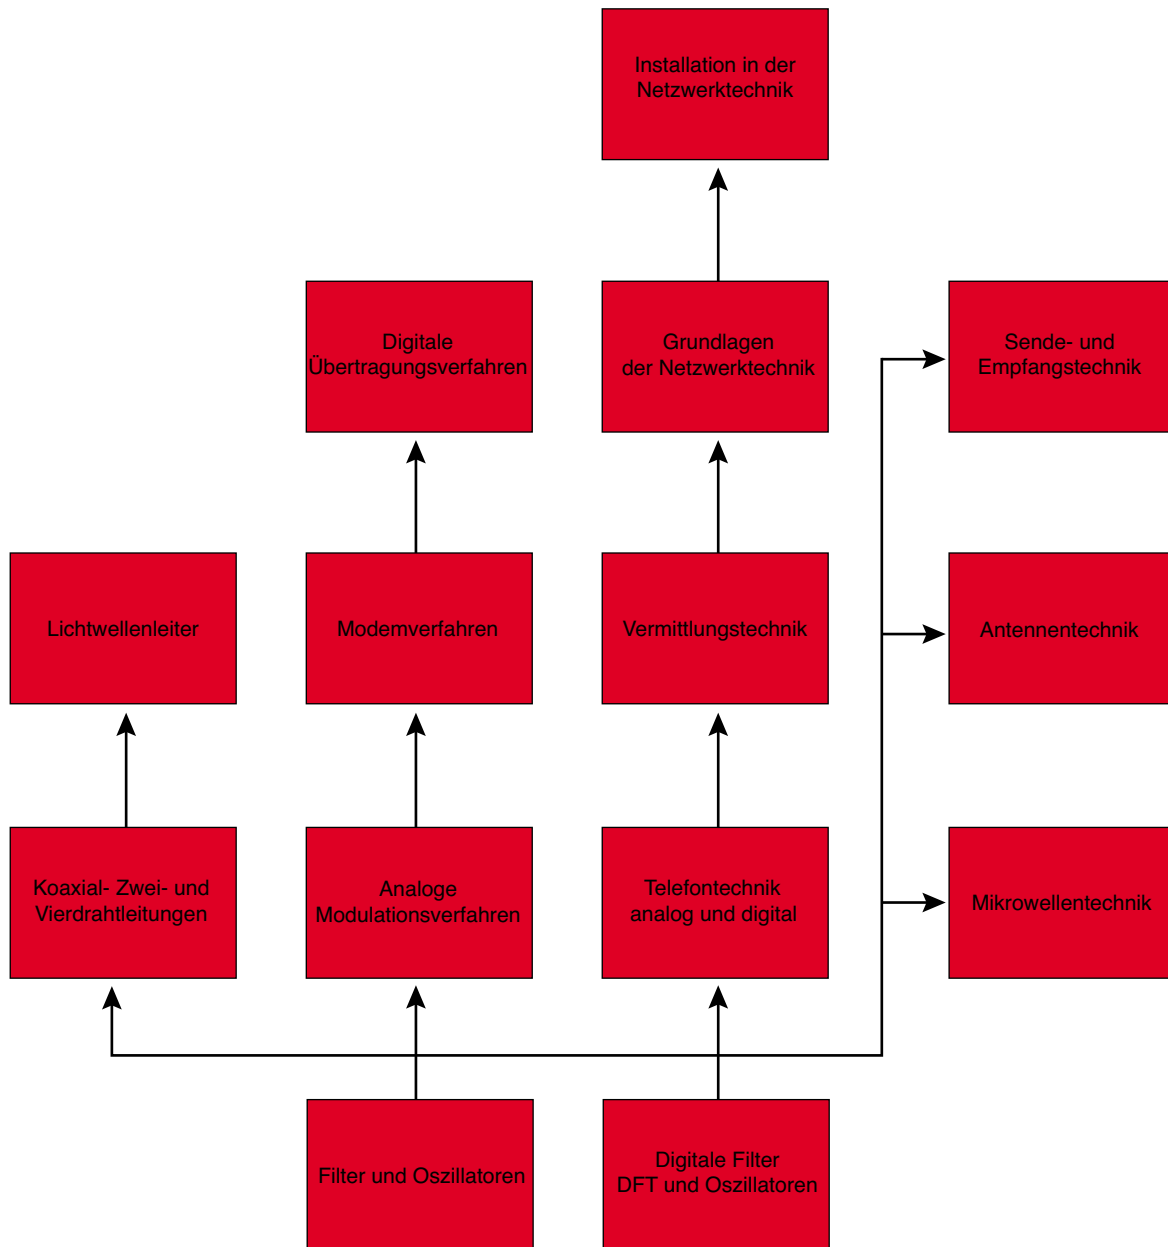 Installation in der
Netzwerktechnik
Digitale
Übertragungsverfahren
Grundlagen
der Netzwerktechnik
Sende- und
Empfangstechnik
Lichtwellenleiter
Modemverfahren
Vermittlungstechnik
Antennentechnik
Koaxial- Zwei- und
Vierdrahtleitungen
Analoge
Modulationsverfahren
Telefontechnik
analog und digital
Mikrowellentechnik
Filter und Oszillatoren
Digitale Filter
DFT und Oszillatoren